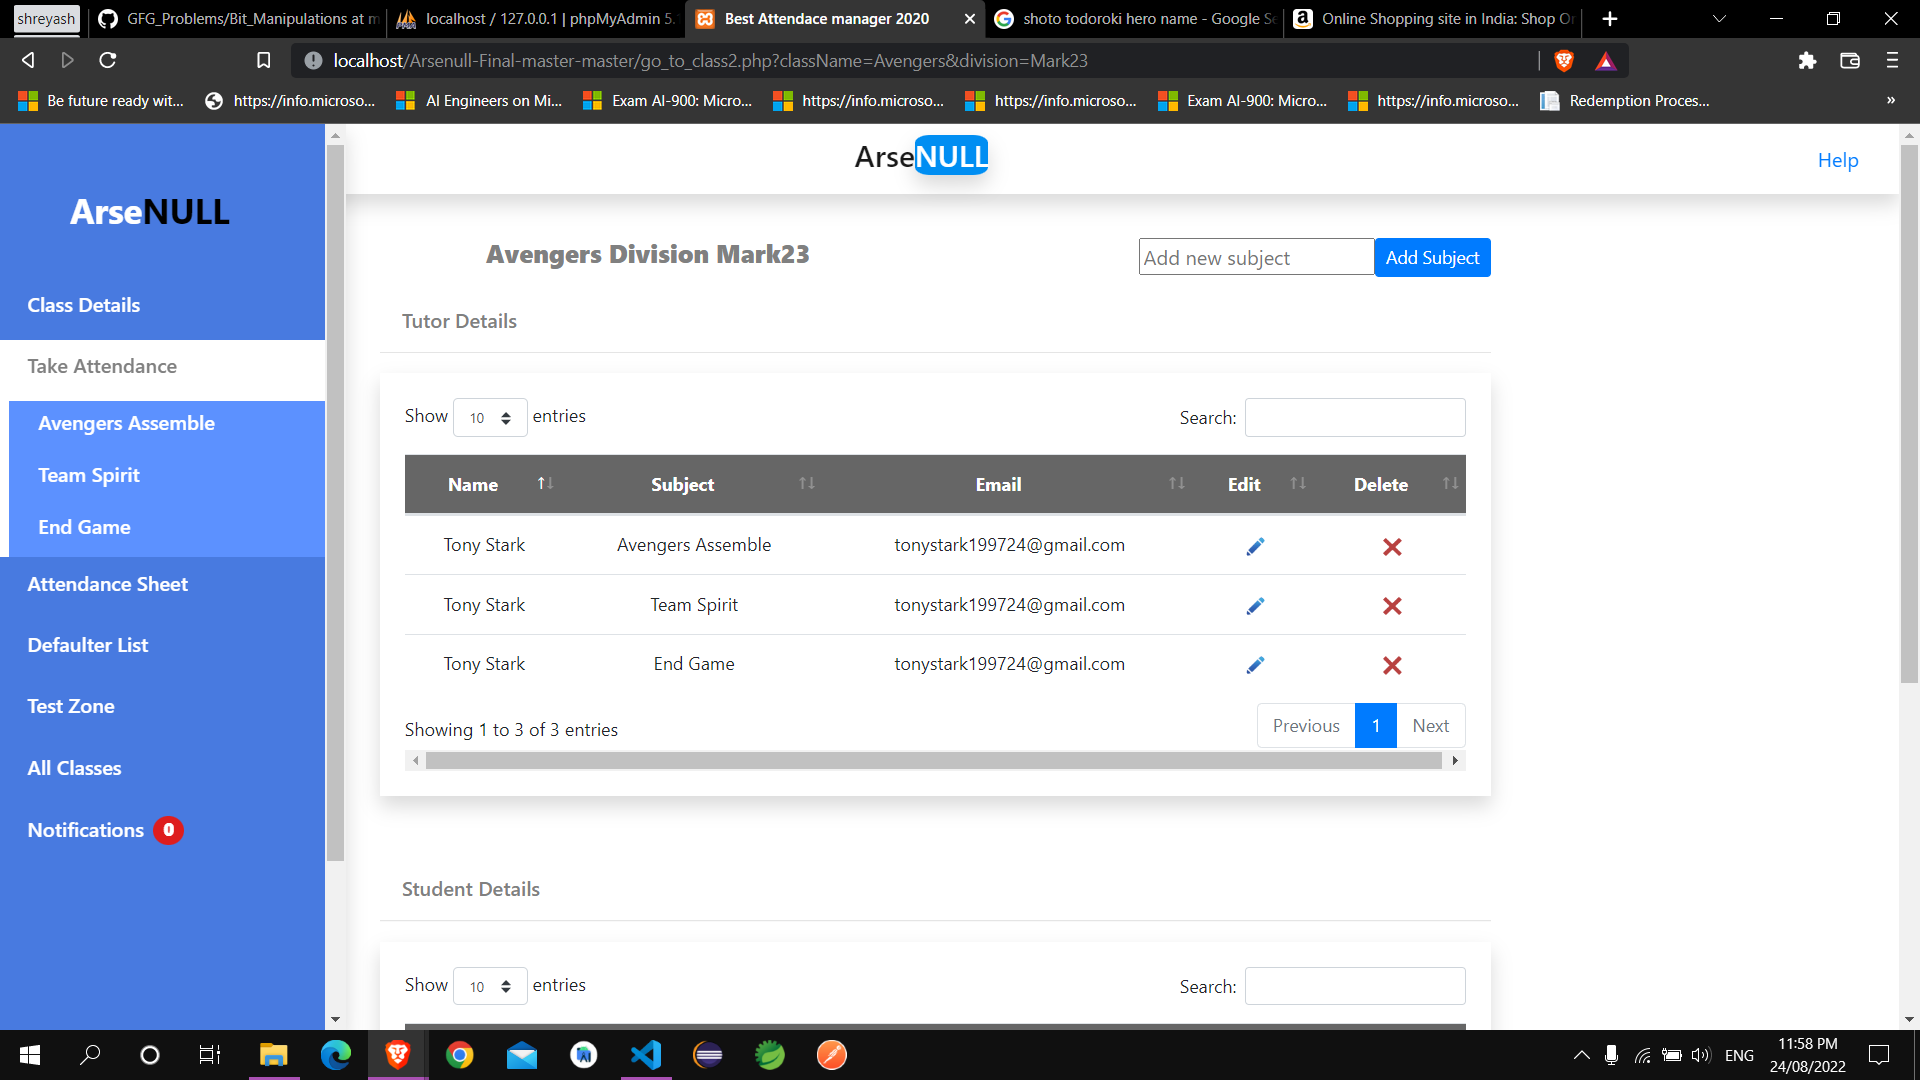 shreyash
GFG_Problems/Bit_Manipulations at m
localhost / 127.0.0.1 | phpMyAdmin 5.
Best Attendace manager 2020
shoto todoroki hero name - Google Se
Online Shopping site in India: Shop On
localhost/Arsenull-Final-master-master/go_to_class2.php?className=Avengers&division=Mark23
Be future ready wit...
https://info.microso...
AI Engineers on Mi...
Exam AI-900: Micro...
https://info.microso...
https://info.microso...
Exam AI-900: Micro...
https://info.microso...
Redemption Proces...
»
ArseNULL
Class Details
Take Attendance
Avengers Assemble
Team Spirit
End Game
Attendance Sheet
Defaulter List
Test Zone
All Classes
Notifications 0
ArseNULL
Help
Avengers Division Mark23
Add new subject
Add Subject
Tutor Details
Show 10 entries
Search:
Name Subject Email Edit Delete
Tony Stark Avengers Assemble tonystark199724@gmail.com
Tony Stark Team Spirit tonystark199724@gmail.com
Tony Stark End Game tonystark199724@gmail.com
Showing 1 to 3 of 3 entries
Previous 1 Next
Student Details
Show 10 entries
Search:
ENG
11:58 PM
24/08/2022